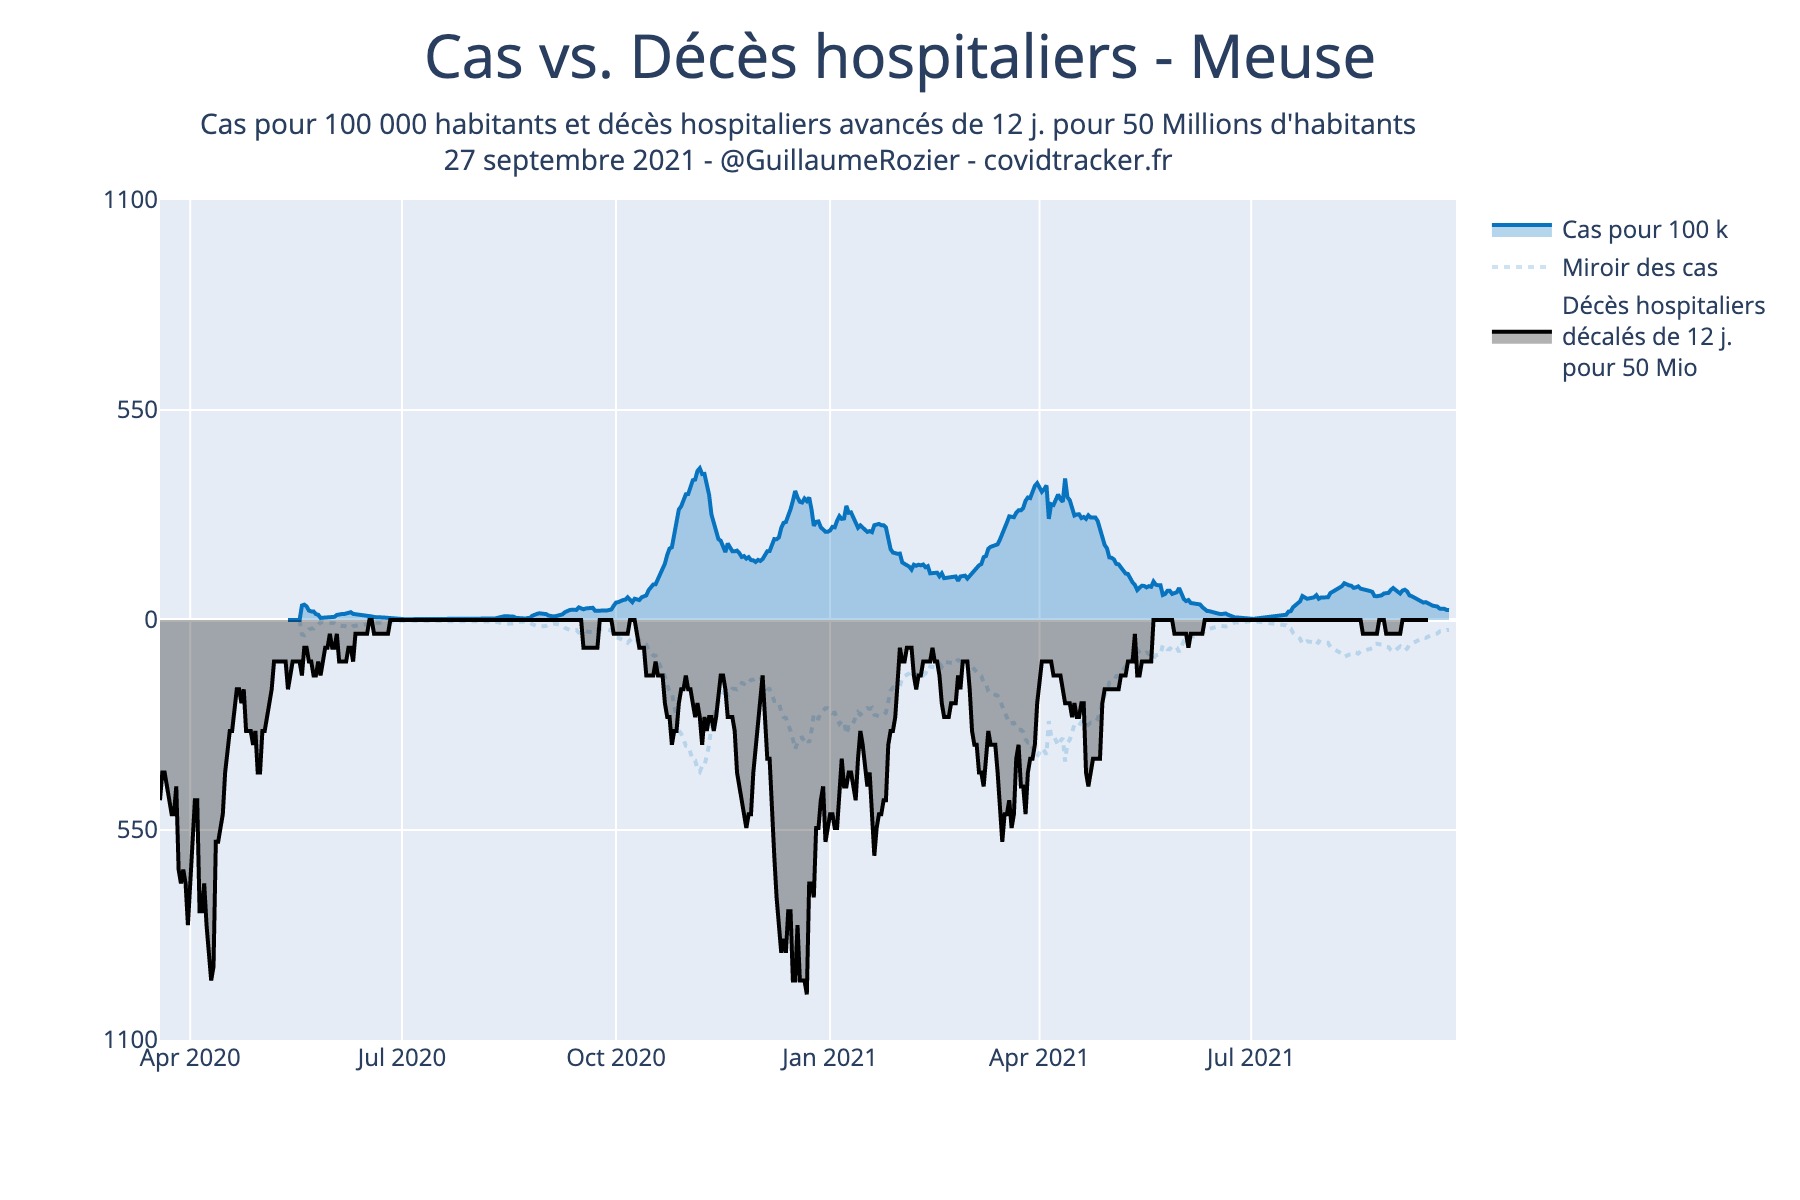 Cas vs. Décès hospitaliers - Meuse
Cas pour 100 000 habitants et décès hospitaliers avancés de 12 j. pour 50 Millions d'habitants
27 septembre 2021 - @GuillaumeRozier - covidtracker.fr
1100
550
0
550
1100
Apr 2020
Jul 2020
Oct 2020
Jan 2021
Apr 2021
Jul 2021
Cas pour 100 k
Miroir des cas
Décès hospitaliers
décalés de 12 j.
pour 50 Mio